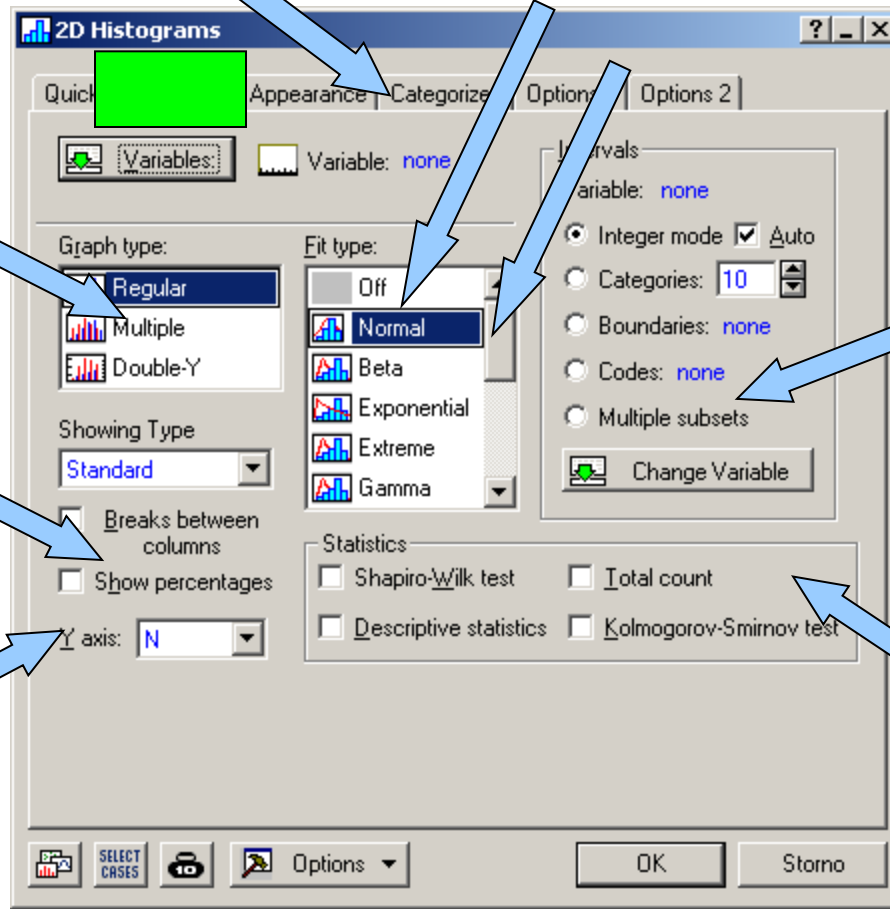 2D Histograms
Quick Appearance Categorized Options Options 2
Variables: Variable: none
Intervals
Variable: none
Graph type: Fit type:
Integer mode Auto
Regular Off
Categories: 10
Multiple Normal
Boundaries: none
Double-Y Beta
Codes: none
Exponential
Multiple subsets
Showing Type
Extreme
Standard
Change Variable
Gamma
Breaks between
columns
Statistics
Show percentages Shapiro-Wilk test Total count
Y axis: N Descriptive statistics Kolmogorov-Smirnov test
SELECT
CASES
Options OK Storno